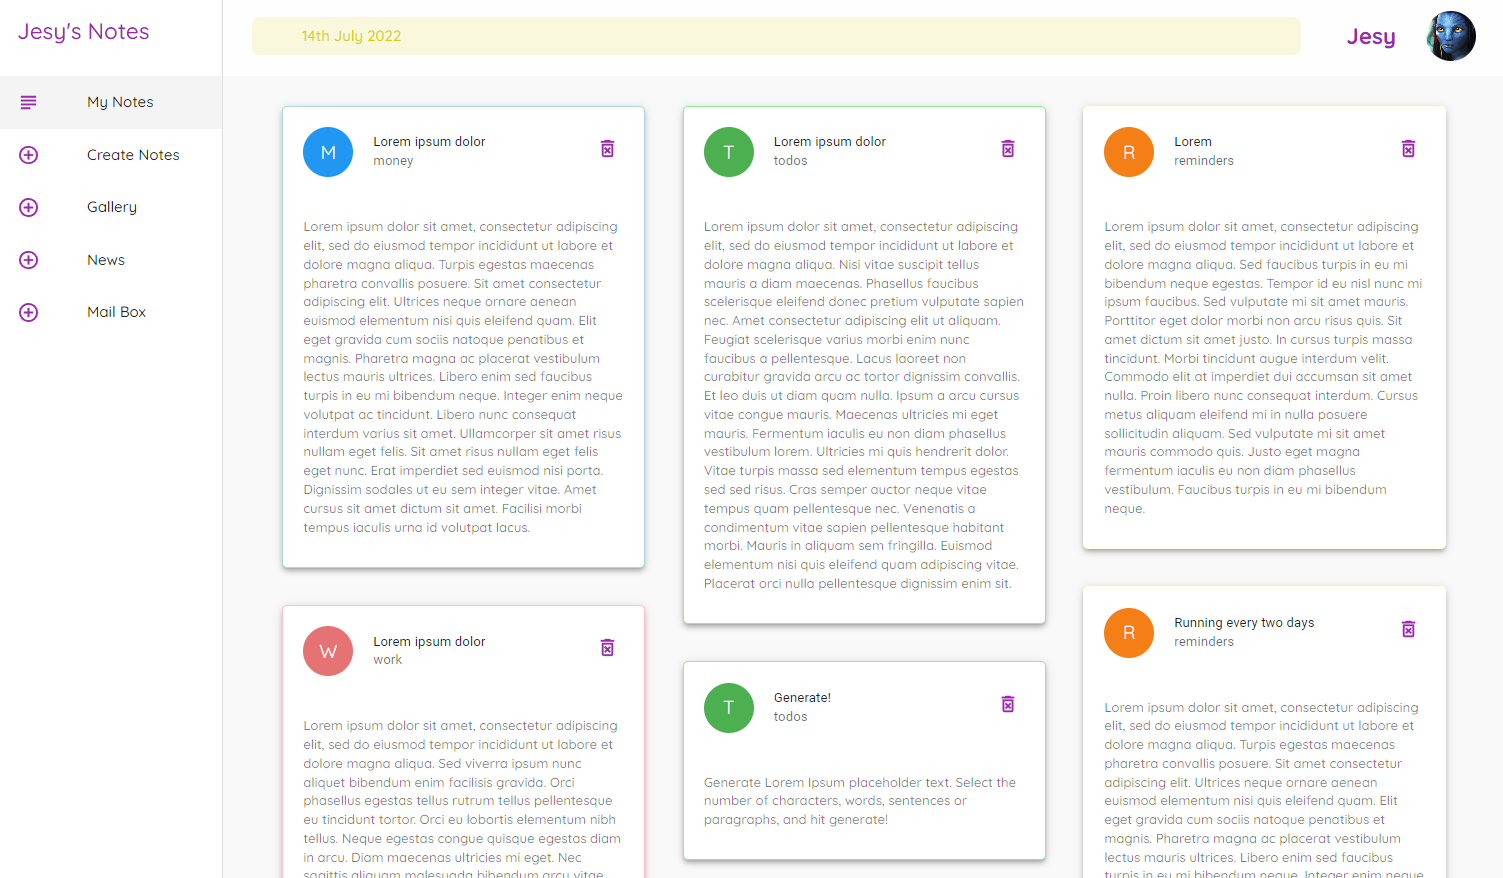 Jesy's Notes
14th July 2022
Jesy
My Notes
Create Notes
Gallery
News
Mail Box
M
Lorem ipsum dolor
money
Lorem ipsum dolor sit amet, consectetur adipiscing
elit, sed do eiusmod tempor incididunt ut labore et
dolore magna aliqua. Turpis egestas maecenas
pharetra convallis posuere. Sit amet consectetur
adipiscing elit. Ultrices neque ornare aenean
euismod elementum nisi quis eleifend quam. Elit
eget gravida cum sociis natoque penatibus et
magnis. Pharetra magna ac placerat vestibulum
lectus mauris ultrices. Libero enim sed faucibus
turpis in eu mi bibendum neque. Integer enim neque
volutpat ac tincidunt. Libero nunc consequat
interdum varius sit amet. Ullamcorper sit amet risus
nullam eget felis. Sit amet risus nullam eget felis
eget nunc. Erat imperdiet sed euismod nisi porta.
Dignissim sodales ut eu sem integer vitae. Amet
cursus sit amet dictum sit amet. Facilisi morbi
tempus iaculis urna id volutpat lacus.
W
Lorem ipsum dolor
work
Lorem ipsum dolor sit amet, consectetur adipiscing
elit, sed do eiusmod tempor incididunt ut labore et
dolore magna aliqua. Sed viverra ipsum nunc
aliquet bibendum enim facilisis gravida. Orci
phasellus egestas tellus rutrum tellus pellentesque
eu tincidunt tortor. Orci eu lobortis elementum nibh
tellus. Neque egestas congue quisque egestas diam
in arcu. Diam maecenas ultricies mi eget. Nec
sagittis aliquam malesuada bibendum arcu vitae
T
Lorem ipsum dolor
todos
Lorem ipsum dolor sit amet, consectetur adipiscing
elit, sed do eiusmod tempor incididunt ut labore et
dolore magna aliqua. Nisi vitae suscipit tellus
mauris a diam maecenas. Phasellus faucibus
scelerisque eleifend donec pretium vulputate sapien
nec. Amet consectetur adipiscing elit ut aliquam.
Feugiat scelerisque varius morbi enim nunc
faucibus a pellentesque. Lacus laoreet non
curabitur gravida arcu ac tortor dignissim convallis.
Et leo duis ut diam quam nulla. Ipsum a arcu cursus
vitae congue mauris. Maecenas ultricies mi eget
mauris. Fermentum iaculis eu non diam phasellus
vestibulum lorem. Ultricies mi quis hendrerit dolor.
Vitae turpis massa sed elementum tempus egestas
sed sed risus. Cras semper auctor neque vitae
tempus quam pellentesque nec. Venenatis a
condimentum vitae sapien pellentesque habitant
morbi. Mauris in aliquam sem fringilla. Euismod
elementum nisi quis eleifend quam adipiscing vitae.
Placerat orci nulla pellentesque dignissim enim sit.
T
Generate!
todos
Generate Lorem Ipsum placeholder text. Select the
number of characters, words, sentences or
paragraphs, and hit generate!
R
Lorem
reminders
Lorem ipsum dolor sit amet, consectetur adipiscing
elit, sed do eiusmod tempor incididunt ut labore et
dolore magna aliqua. Sed faucibus turpis in eu mi
bibendum neque egestas. Tempor id eu nisl nunc mi
ipsum faucibus. Sed vulputate mi sit amet mauris.
Porttitor eget dolor morbi non arcu risus quis. Sit
amet dictum sit amet justo. In cursus turpis massa
tincidunt. Morbi tincidunt augue interdum velit.
Commodo elit at imperdiet dui accumsan sit amet
nulla. Proin libero nunc consequat interdum. Cursus
metus aliquam eleifend mi in nulla posuere
sollicitudin aliquam. Sed vulputate mi sit amet
mauris commodo quis. Justo eget magna
fermentum iaculis eu non diam phasellus
vestibulum. Faucibus turpis in eu mi bibendum
neque.
R
Running every two days
reminders
Lorem ipsum dolor sit amet, consectetur adipiscing
elit, sed do eiusmod tempor incididunt ut labore et
dolore magna aliqua. Turpis egestas maecenas
pharetra convallis posuere. Sit amet consectetur
adipiscing elit. Ultrices neque ornare aenean
euismod elementum nisi quis eleifend quam. Elit
eget gravida cum sociis natoque penatibus et
magnis. Pharetra magna ac placerat vestibulum
lectus mauris ultrices. Libero enim sed faucibus
turpis in eu mi bibendum neque. Integer enim neque